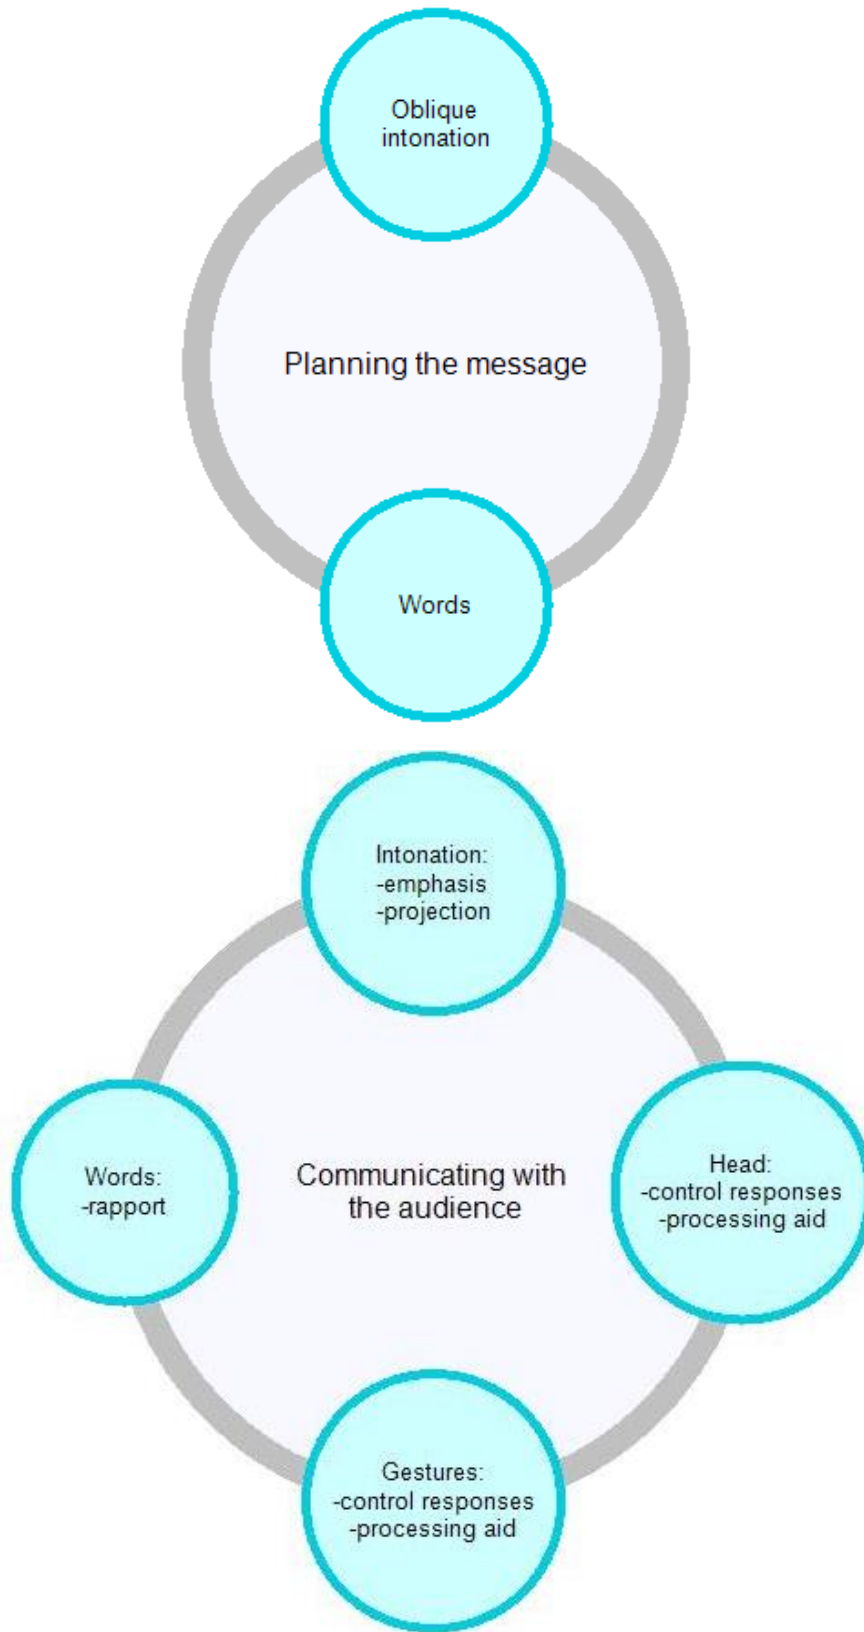 Oblique
intonation
Planning the message
Words
Intonation:
-emphasis
-projection
Words:
-rapport
Communicating with
the audience
Head:
-control responses
-processing aid
Gestures:
-control responses
-processing aid